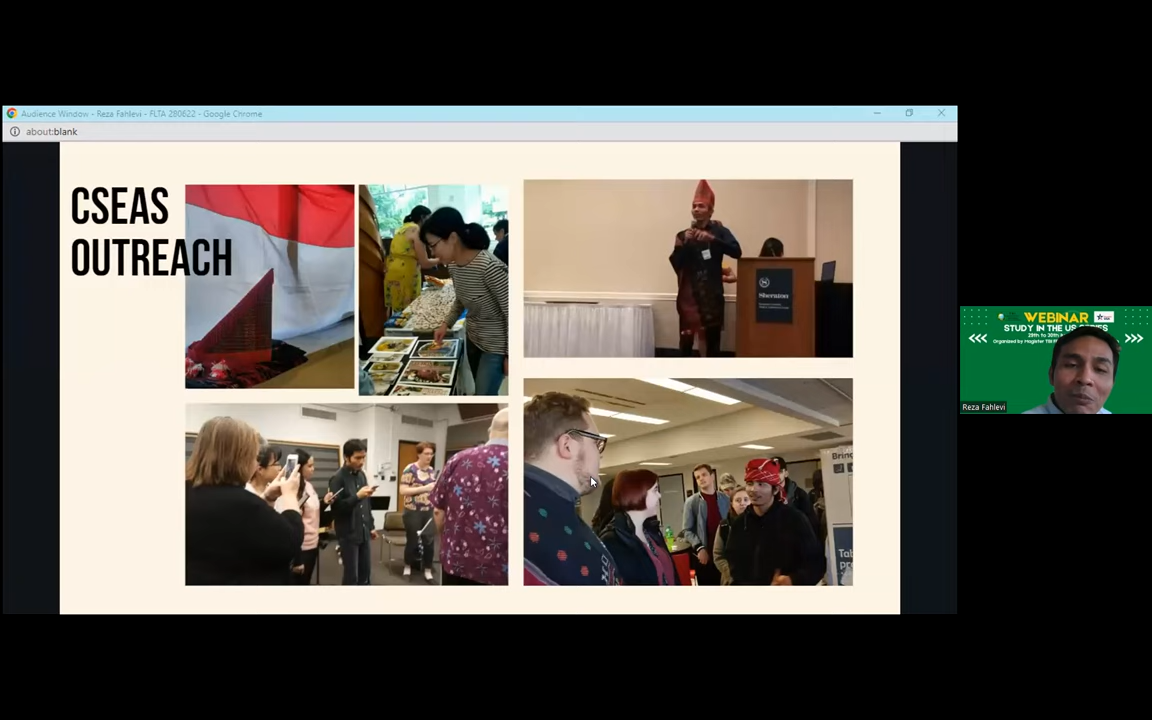 Audience Window - Reza Fahlevi - FLTA 280622 - Google Chrome
about:blank
CSEAS
OUTREACH
Sheraton
WEBINAR
STUDY IN THE US SERIES
Reza Fahlevi